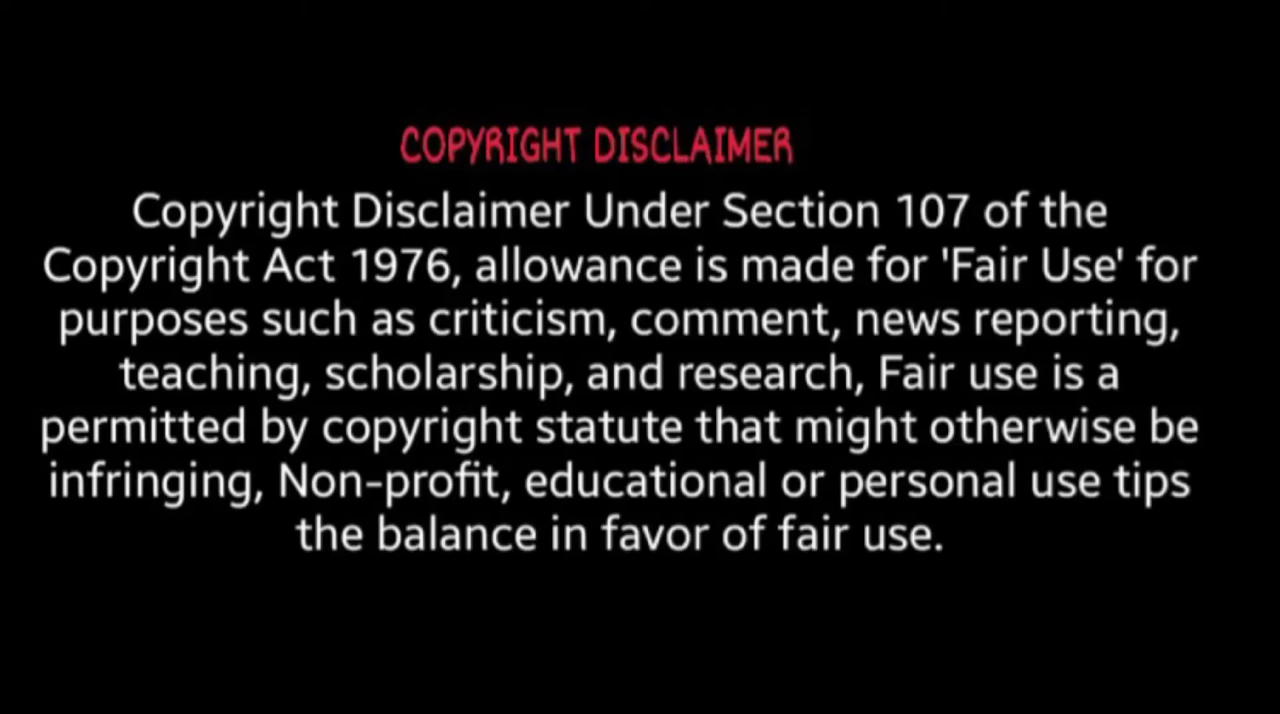 COPYRIGHT DISCLAIMER
Copyright Disclaimer Under Section 107 of the
Copyright Act 1976, allowance is made for 'Fair Use' for
purposes such as criticism, comment, news reporting,
teaching, scholarship, and research, Fair use is a
permitted by copyright statute that might otherwise be
infringing, Non-profit, educational or personal use tips
the balance in favor of fair use.